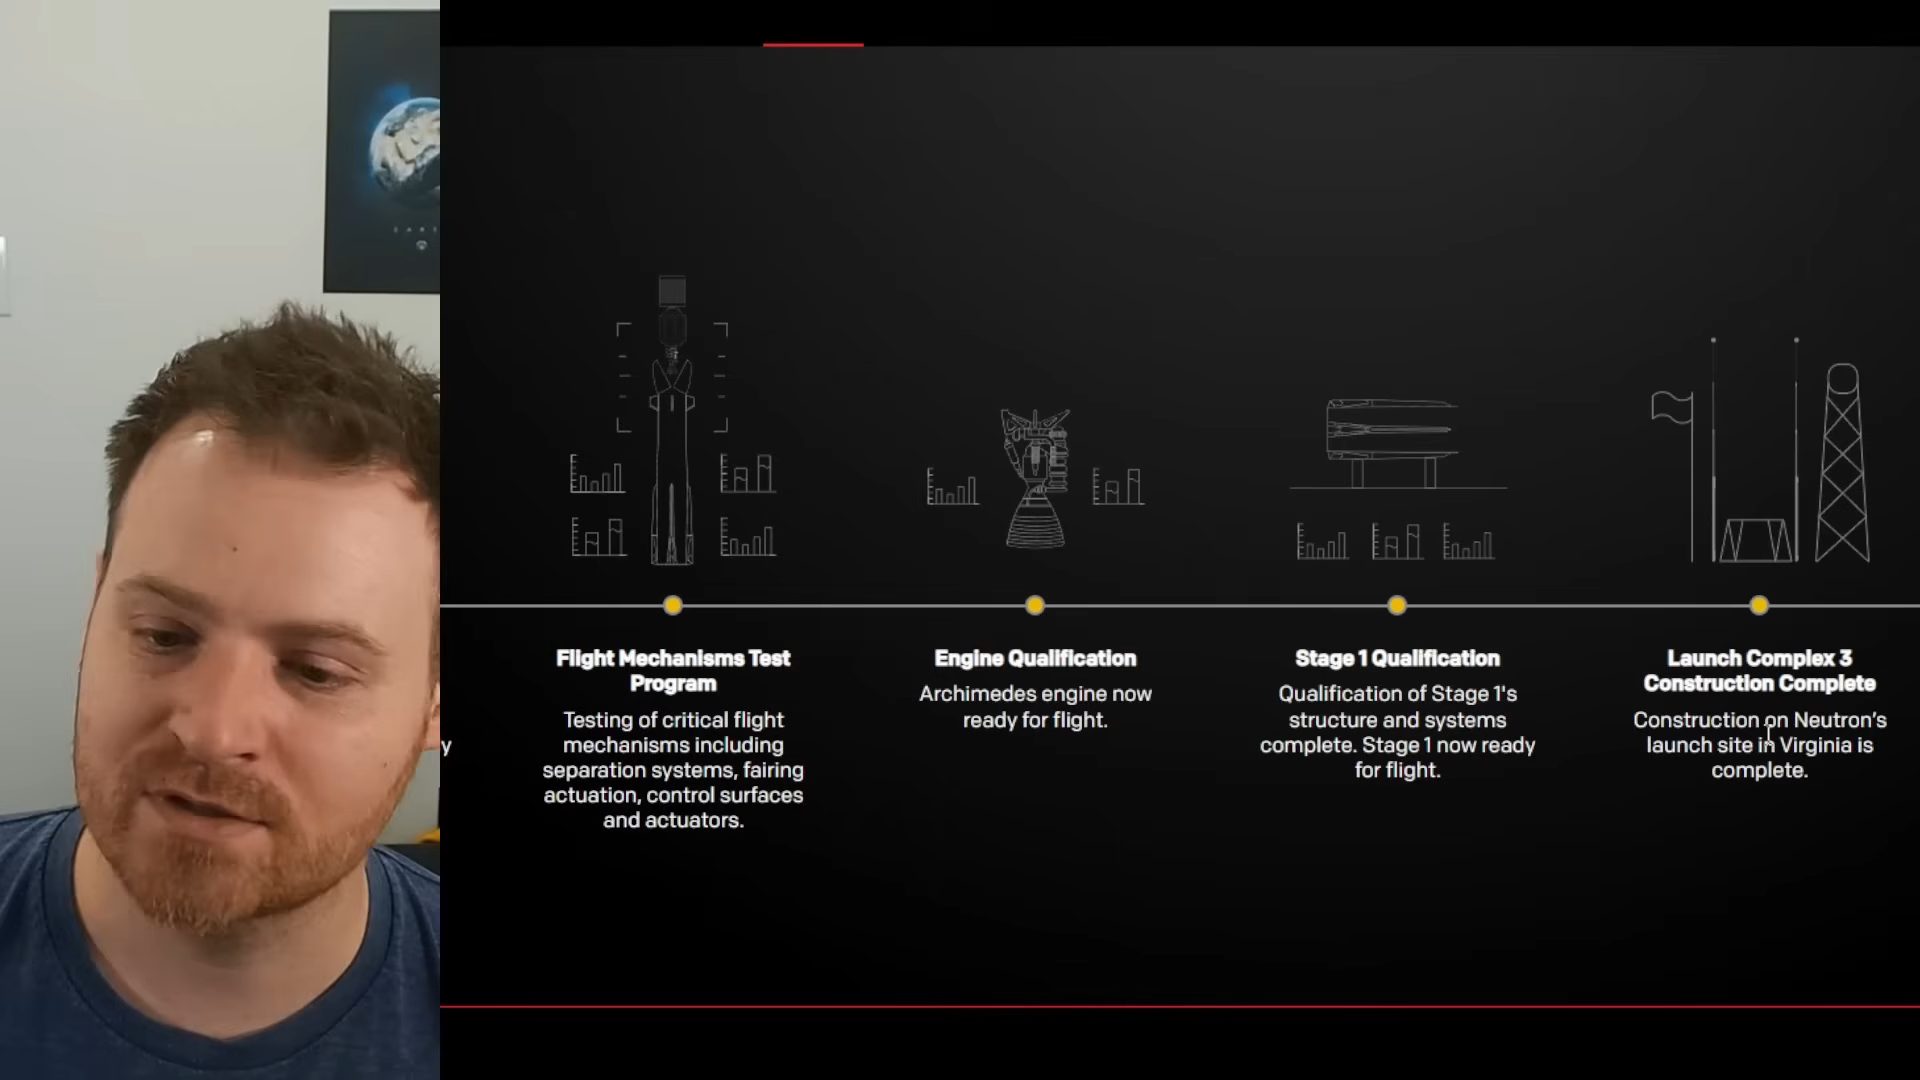 Flight Mechanisms Test
Program
Testing of critical flight
mechanisms including
separation systems, fairing
actuation, control surfaces
and actuators.
Engine Qualification
Archimedes engine now
ready for flight.
Stage 1 Qualification
Qualification of Stage 1's
structure and systems
complete. Stage 1 now ready
for flight.
Launch Complex 3
Construction Complete
Construction on Neutron's
launch site in Virginia is
complete.
y